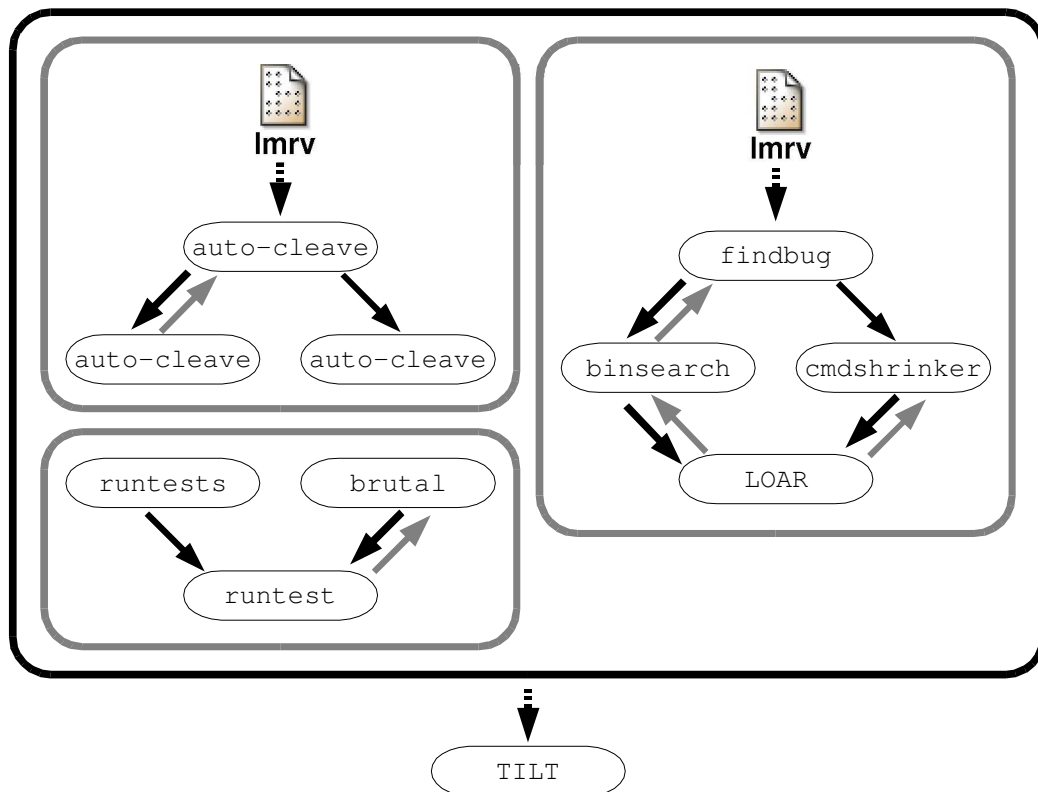 lmrv
auto-cleave
auto-cleave
auto-cleave
runtests
brutal
runtest
lmrv
findbug
binsearch
cmdshrinker
LOAR
TILT